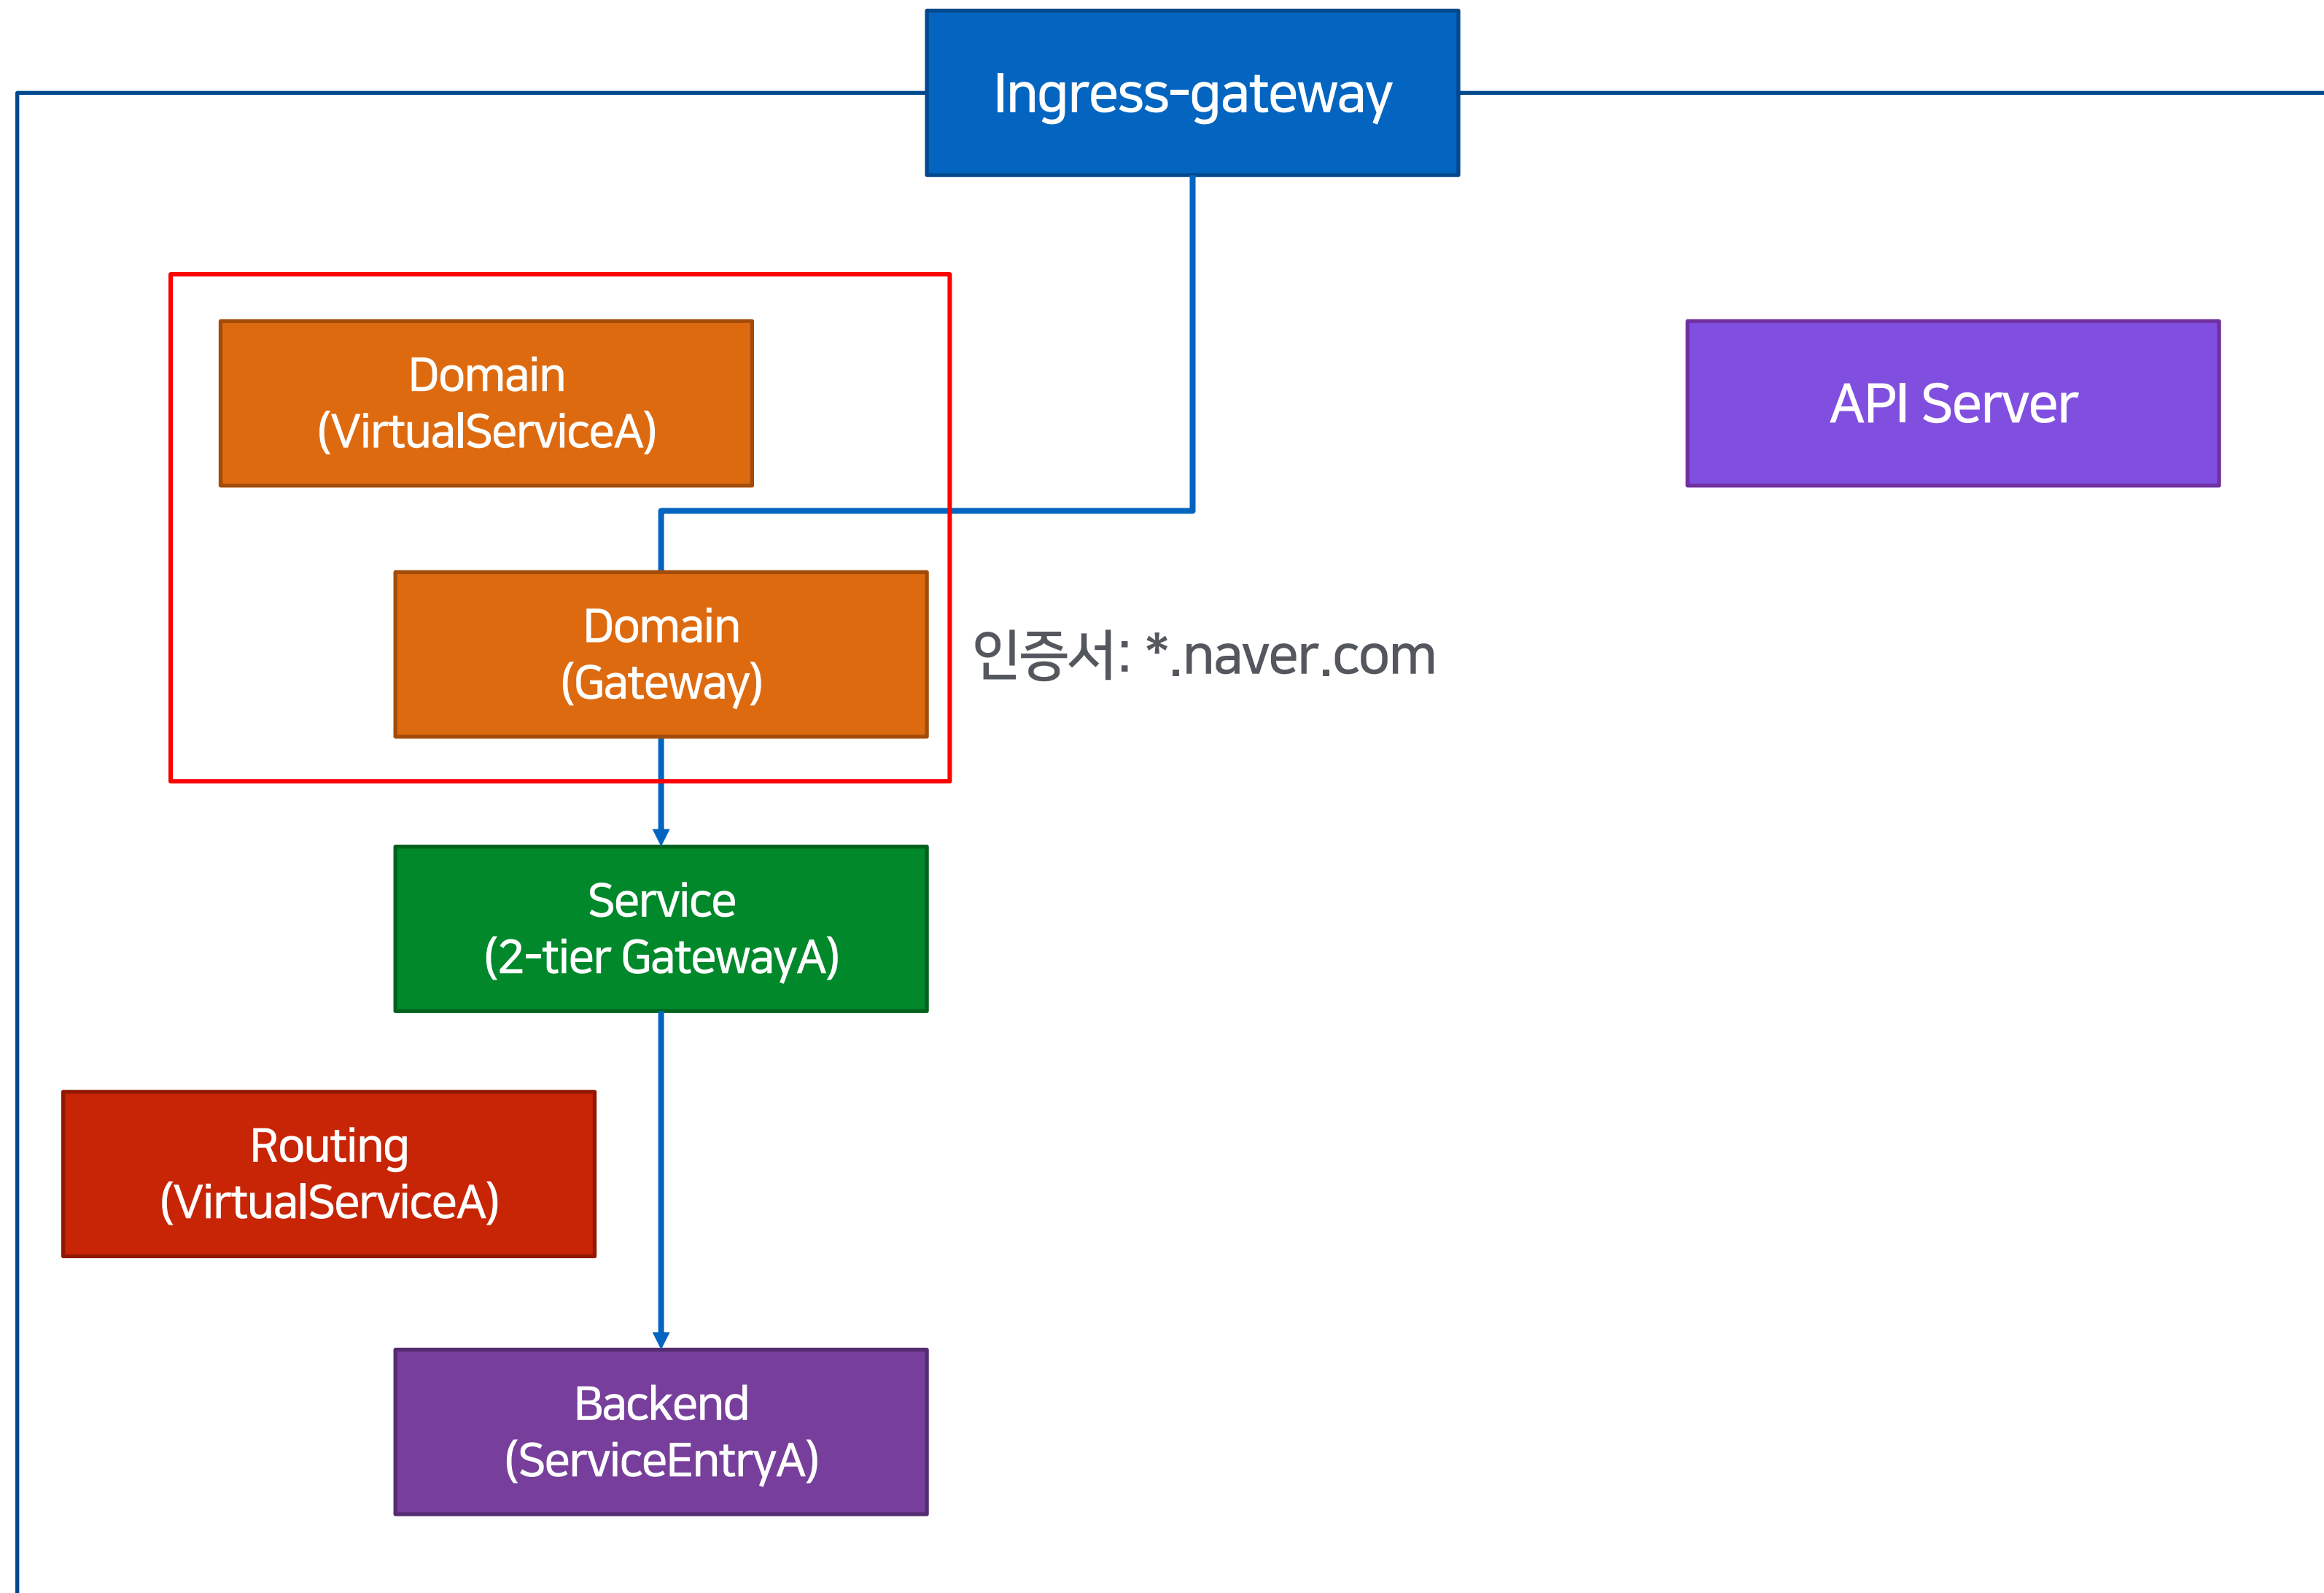 Ingress-gateway
Domain
(VirtualServiceA)
API Server
Domain
(Gateway)
인증서: *.naver.com
Service
(2-tier GatewayA)
Routing
(VirtualServiceA)
Backend
(ServiceEntryA)